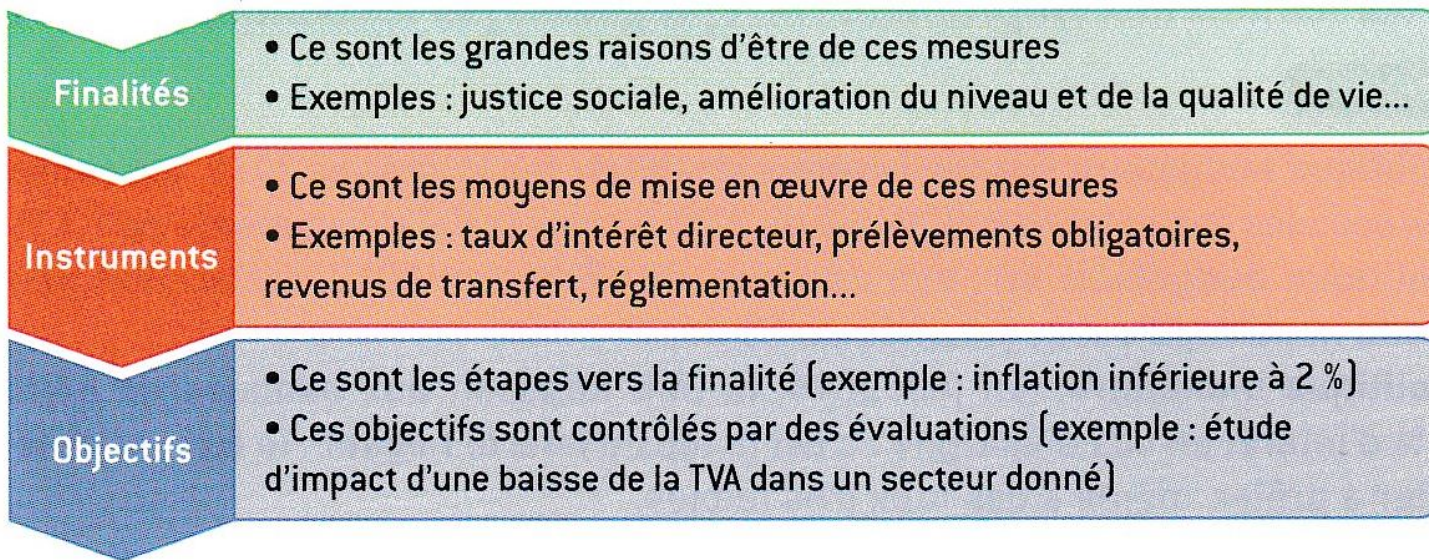 Finalités
• Ce sont les grandes raisons d'être de ces mesures
• Exemples : justice sociale, amélioration du niveau et de la qualité de vie...
Instruments
• Ce sont les moyens de mise en œuvre de ces mesures
• Exemples : taux d'intérêt directeur, prélèvements obligatoires,
revenus de transfert, réglementation...
Objectifs
• Ce sont les étapes vers la finalité (exemple : inflation inférieure à 2 %)
• Ces objectifs sont contrôlés par des évaluations (exemple : étude
d'impact d'une baisse de la TVA dans un secteur donné)